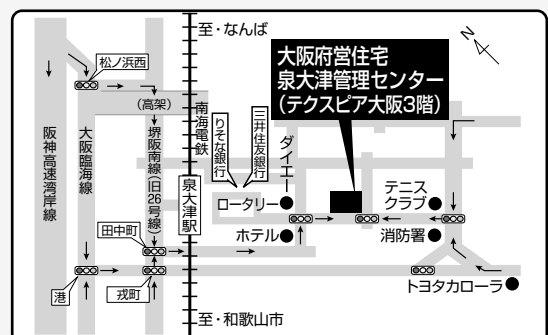 至・なんば
N
松ノ浜西
(高架)
大阪府営住宅
泉大津管理センター
(テクスピア大阪3階)
阪神高速湾岸線
大阪臨海線
堺阪南線(旧26号線)
南海電鉄
泉大津駅
りそな銀行
三井住友銀行
ダイエー
ロータリー
ホテル
テニス
クラブ
消防署
田中町
港
戎町
トヨタカローラ
至・和歌山市